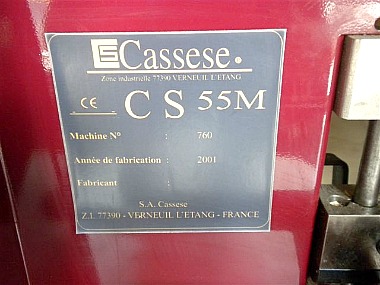 CS Cassese.
Zone industrielle 77390 VERNEUIL L'ETANG
CE C S 55M
Machine N° : 760
Année de fabrication : 2001
Fabricant :
S.A. Cassese
Z.I. 77390 - VERNEUIL L'ETANG - FRANCE